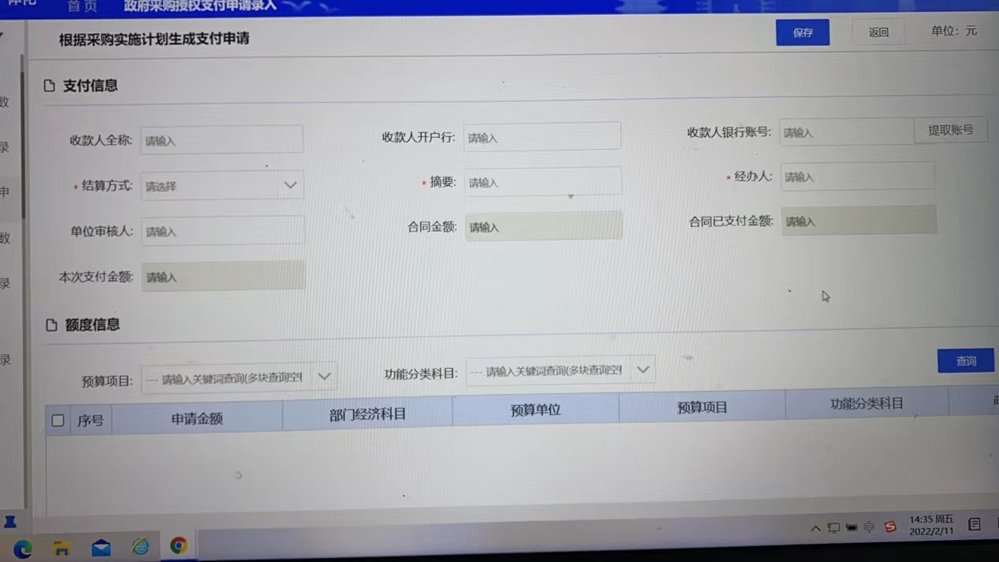 首页 政府采购授权支付申请录入
根据采购实施计划生成支付申请 保存 返回 单位：元
支付信息
数
收款人全称: 请输入 收款人开户行: 请输入 收款人银行账号: 请输入 提取账号
录
* 结算方式: 请选择 * 摘要: 请输入 * 经办人: 请输入
申
单位审核人: 请输入 合同金额: 请输入 合同已支付金额: 请输入
数
本次支付金额: 请输入
录
额度信息
录
预算项目: --- 请输入关键词查询(多块查询空 功能分类科目: --- 请输入关键词查询(多块查询空 查询
序号 申请金额 部门经济科目 预算单位 预算项目 功能分类科目
中 14:35 周五
2022/2/11